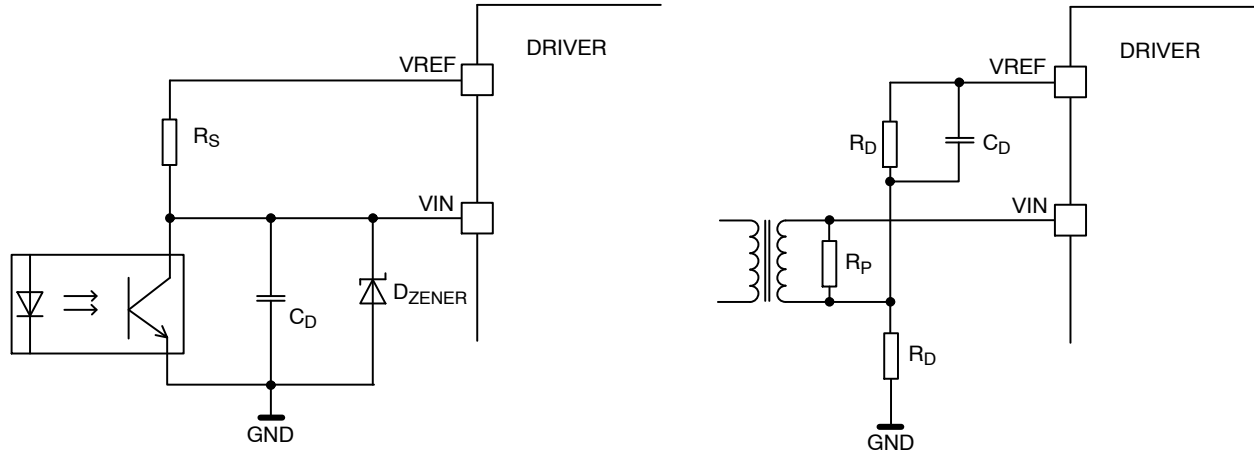 DRIVER
VREF
RS
VIN
DZENER
CD
GND
DRIVER
VREF
RD
CD
VIN
RP
RD
GND